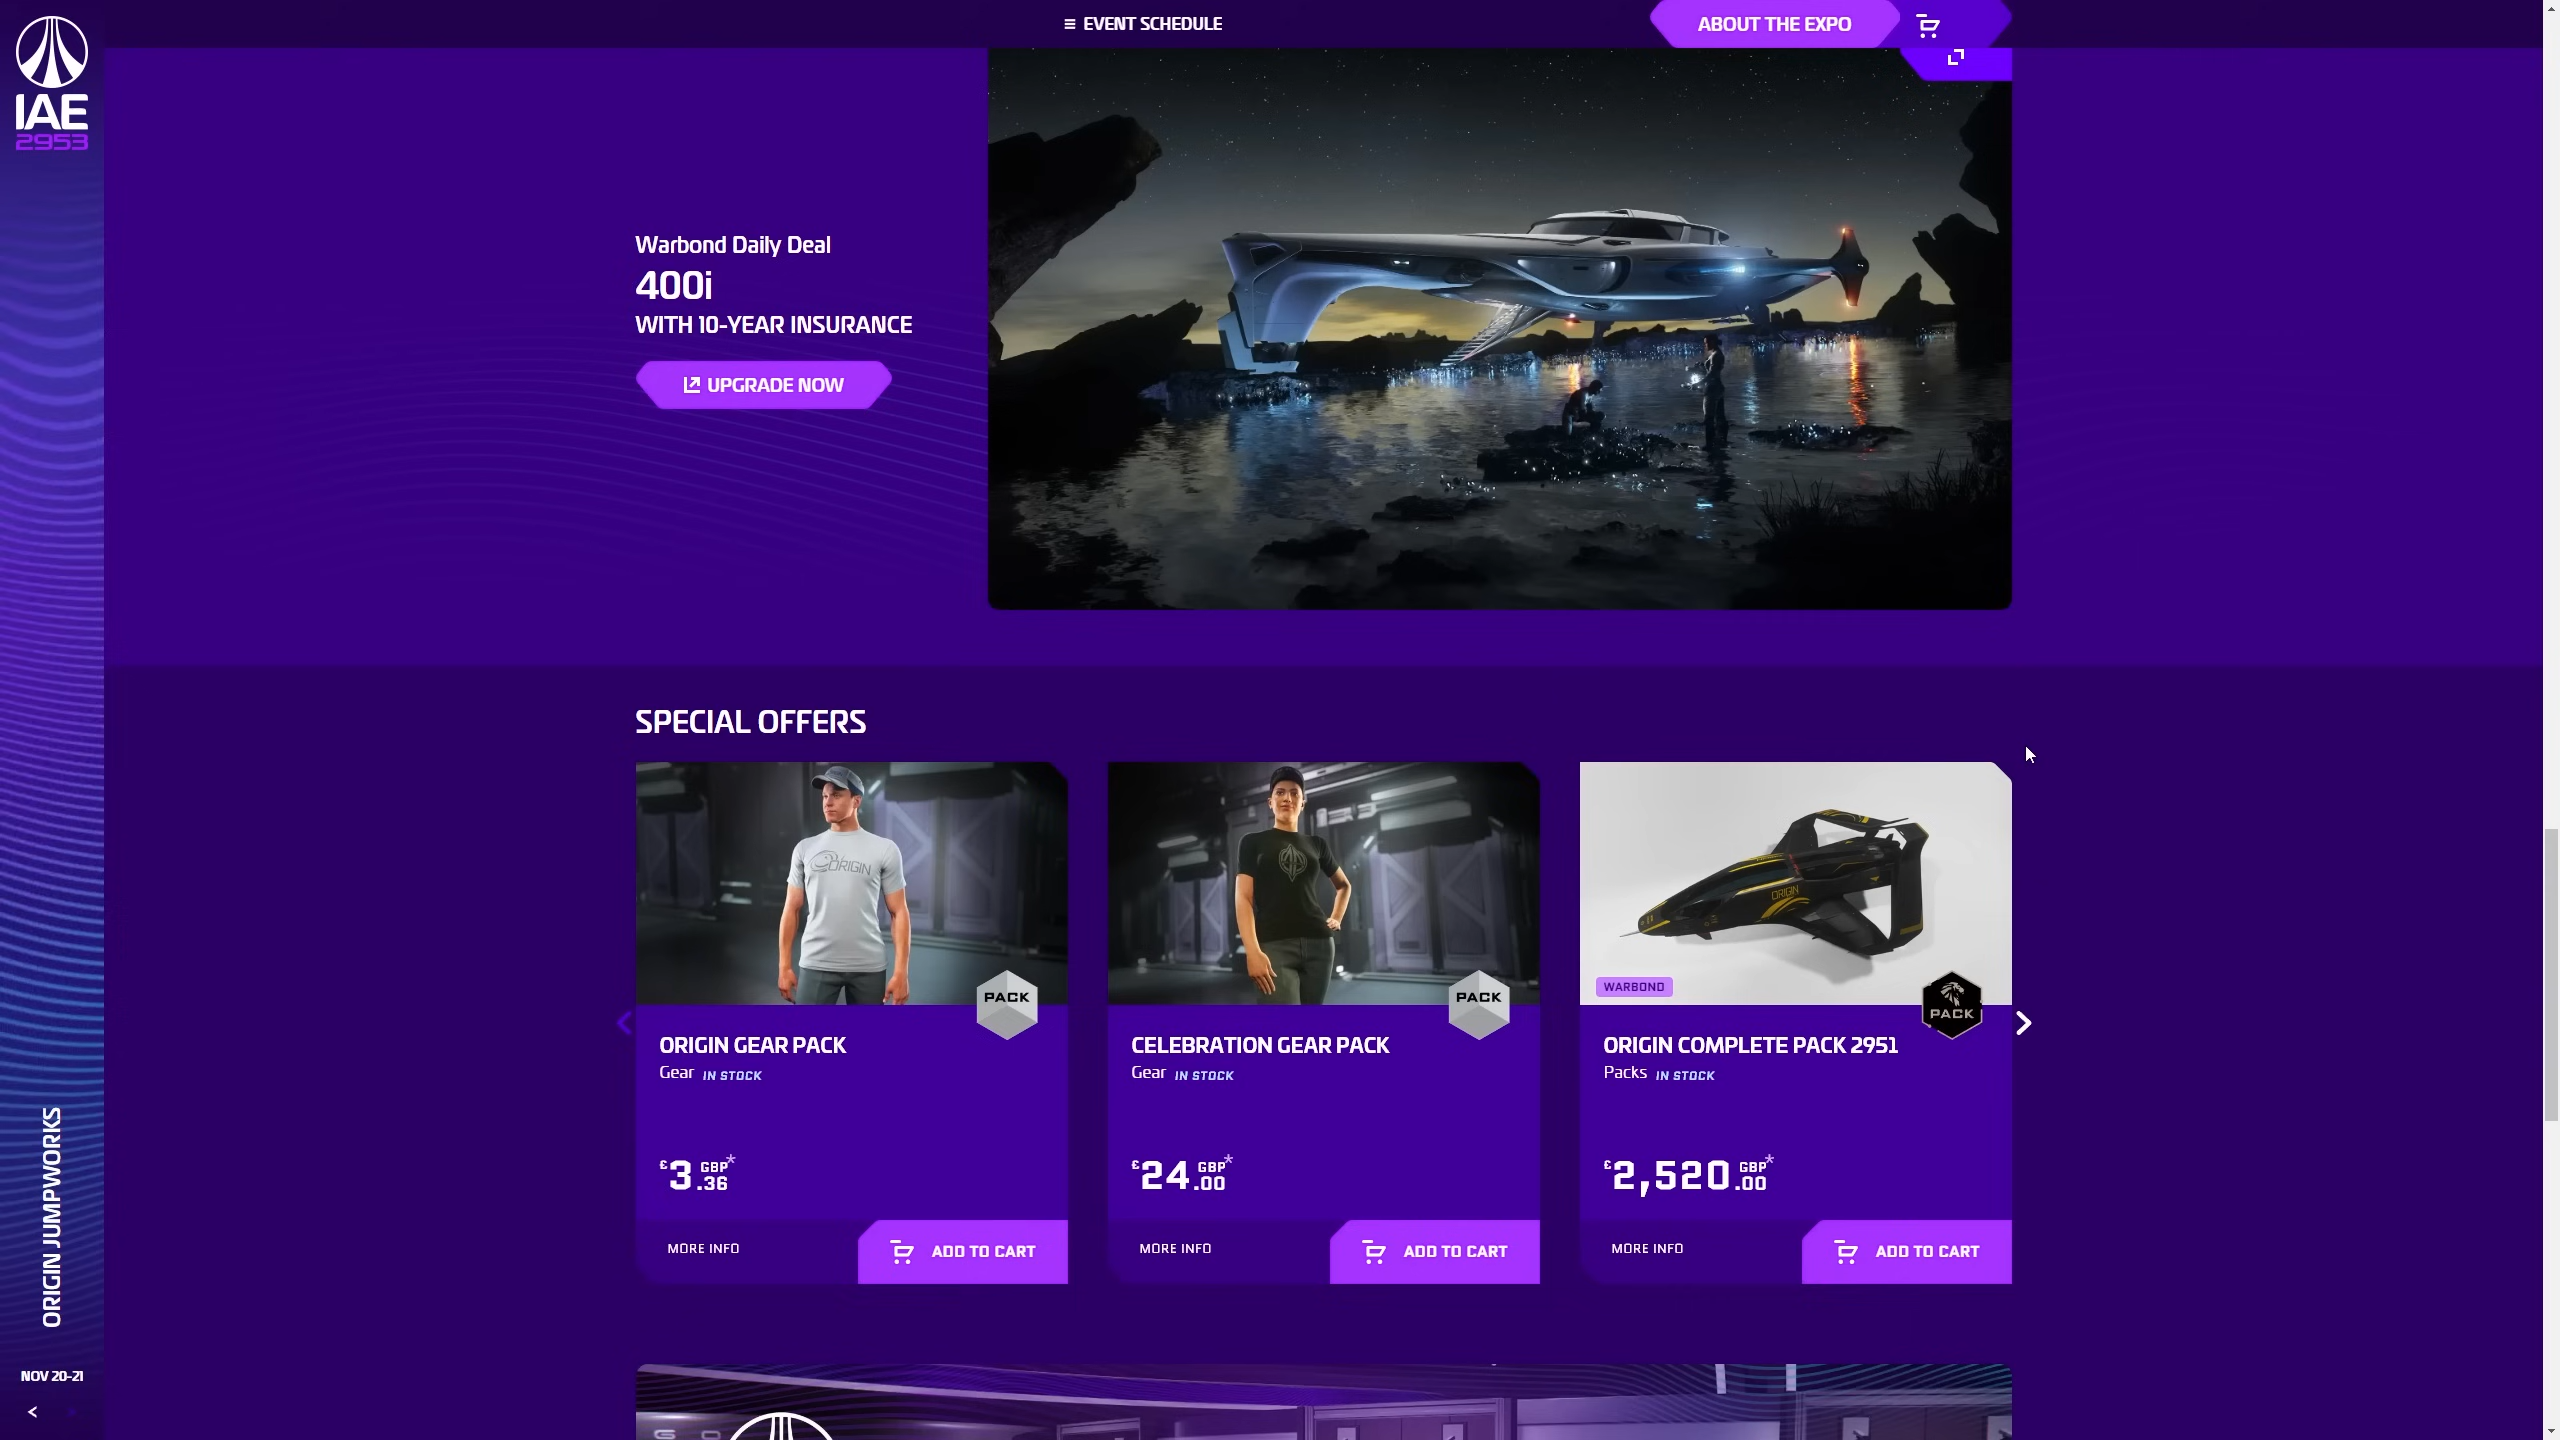 IAE
2953
EVENT SCHEDULE
ABOUT THE EXPO
Warbond Daily Deal
400i
WITH 10-YEAR INSURANCE
UPGRADE NOW
SPECIAL OFFERS
ORIGIN
PACK
ORIGIN GEAR PACK
Gear IN STOCK
£3.36 GBP*
MORE INFO
ADD TO CART
PACK
CELEBRATION GEAR PACK
Gear IN STOCK
£24.00 GBP*
MORE INFO
ADD TO CART
ORIGIN
WARBOND
PACK
ORIGIN COMPLETE PACK 2951
Packs IN STOCK
£2,520.00 GBP*
MORE INFO
ADD TO CART
ORIGIN JUMPWORKS
NOV 20-21